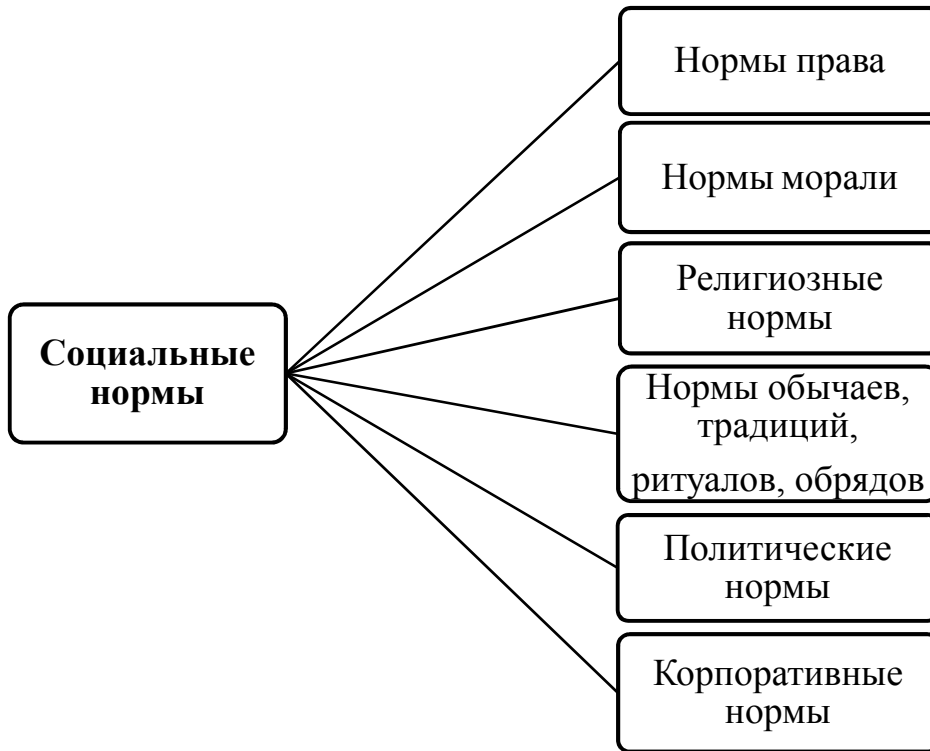 Нормы права
Нормы морали
Религиозные
нормы
Социальные
нормы
Нормы обычаев,
традиций,
ритуалов, обрядов
Политические
нормы
Корпоративные
нормы